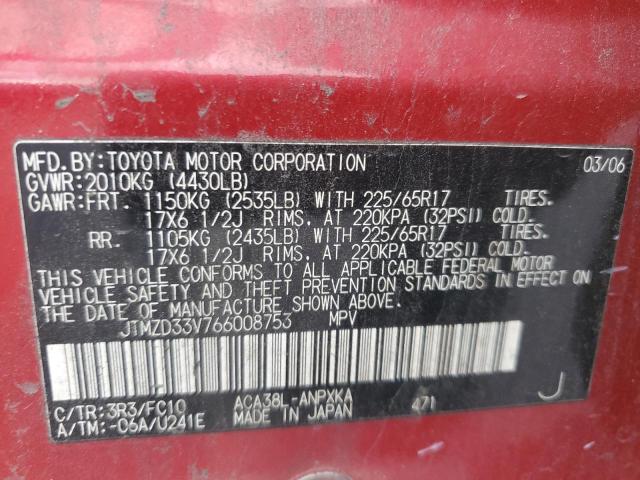 MFD.BY:TOYOTA MOTOR CORPORATION 03/06
GVWR:2010KG (4430LB)
GAWR:FRT. 1150KG (2535LB) WITH 225/65R17 TIRES.
17X6 1/2J RIMS. AT 220KPA (32PSI) COLD.
RR. 1105KG (2435LB) WITH 225/65R17 TIRES.
17X6 1/2J RIMS. AT 220KPA (32PSI) COLD.
THIS VEHICLE CONFORMS TO ALL APPLICABLE FEDERAL MOTOR
VEHICLE SAFETY AND THEFT PREVENTION STANDARDS IN EFFECT ON
THE DATE OF MANUFACTURE SHOWN ABOVE.
JTMZD33V766008753 MPV
C/TR:3R3/FC10 ACA38L-ANPXKA 471 J
A/TM:-06A/U241E MADE IN JAPAN